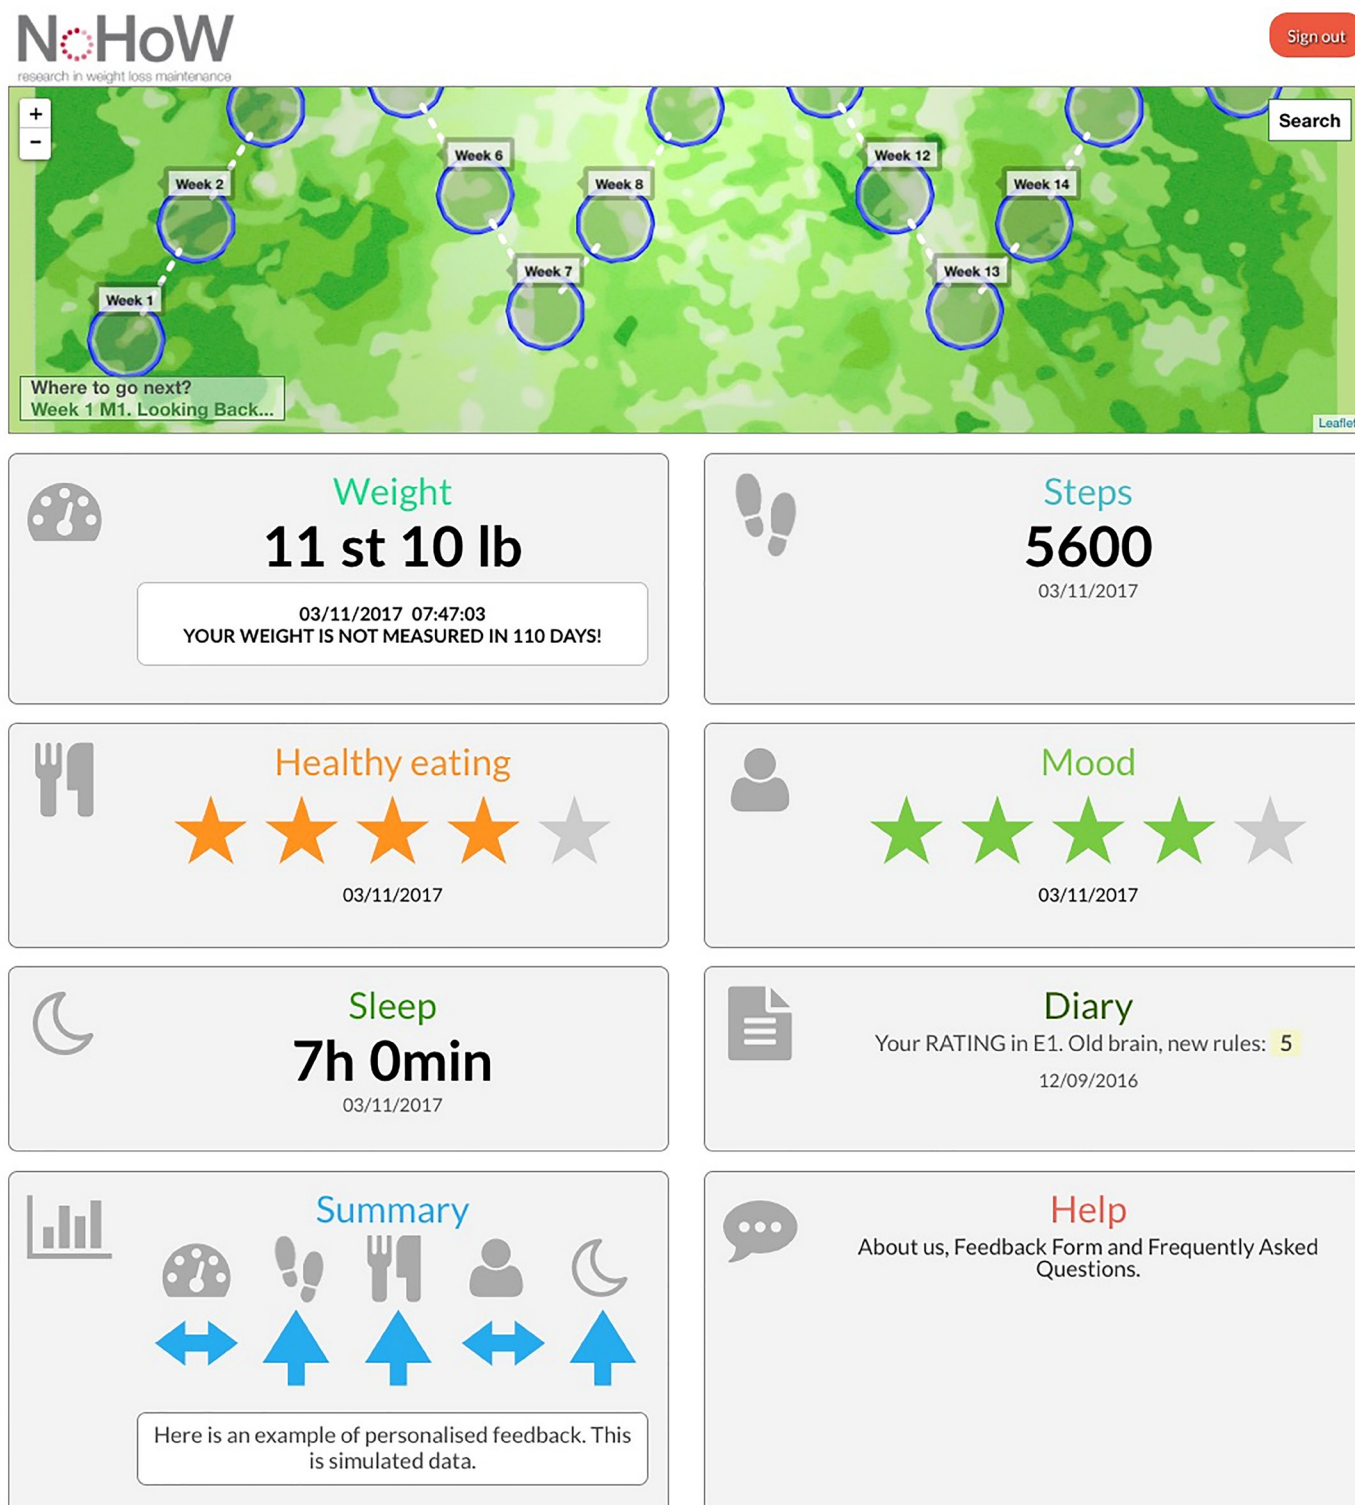 NoHoW
research in weight loss maintenance
Sign out
+
−
Search
Week 6
Week 12
Week 2
Week 8
Week 14
Week 7
Week 13
Week 1
Where to go next?
Week 1 M1. Looking Back...
Leaflet
Weight
11 st 10 lb
03/11/2017 07:47:03
YOUR WEIGHT IS NOT MEASURED IN 110 DAYS!
Steps
5600
03/11/2017
Healthy eating
03/11/2017
Mood
03/11/2017
Sleep
7h 0min
03/11/2017
Diary
Your RATING in E1. Old brain, new rules: 5
12/09/2016
Summary
Here is an example of personalised feedback. This
is simulated data.
Help
About us, Feedback Form and Frequently Asked
Questions.